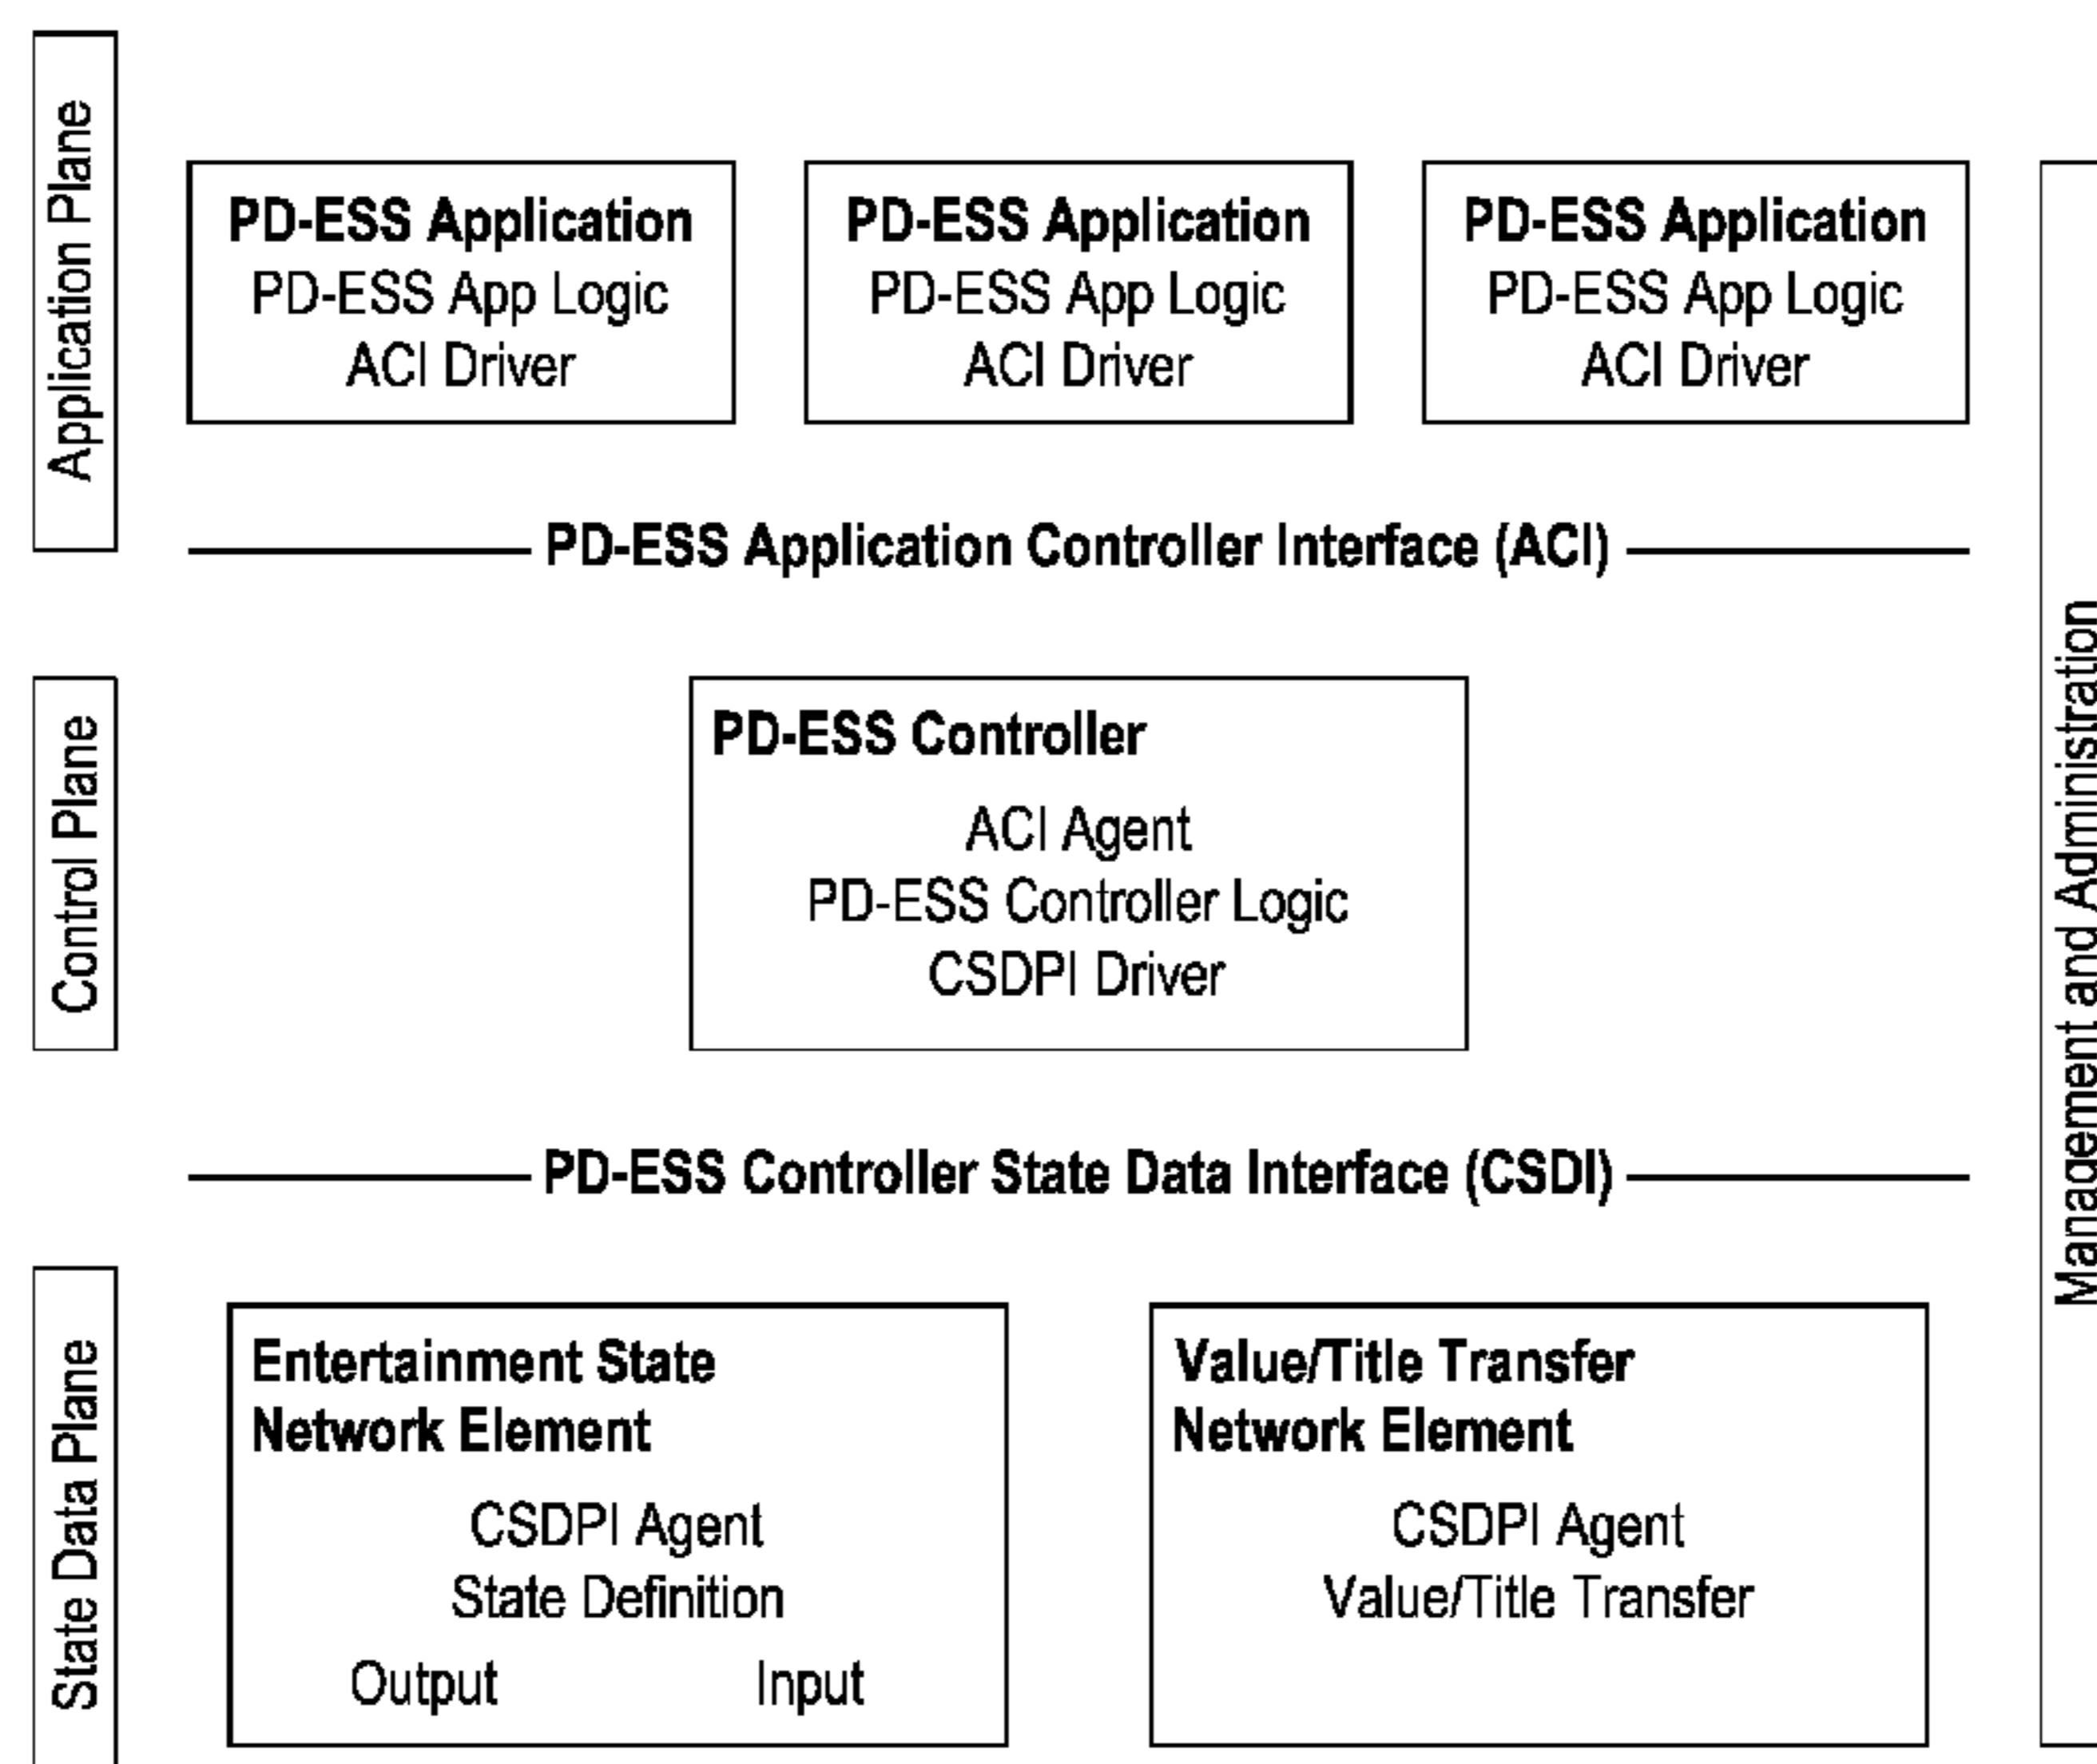 Application Plane
PD-ESS Application
PD-ESS App Logic
ACI Driver
PD-ESS Application
PD-ESS App Logic
ACI Driver
PD-ESS Application
PD-ESS App Logic
ACI Driver
PD-ESS Application Controller Interface (ACI)
Control Plane
PD-ESS Controller
ACI Agent
PD-ESS Controller Logic
CSDPI Driver
PD-ESS Controller State Data Interface (CSDI)
State Data Plane
Entertainment State
Network Element
CSDPI Agent
State Definition
Output
Input
Value/Title Transfer
Network Element
CSDPI Agent
Value/Title Transfer
Management and Administration